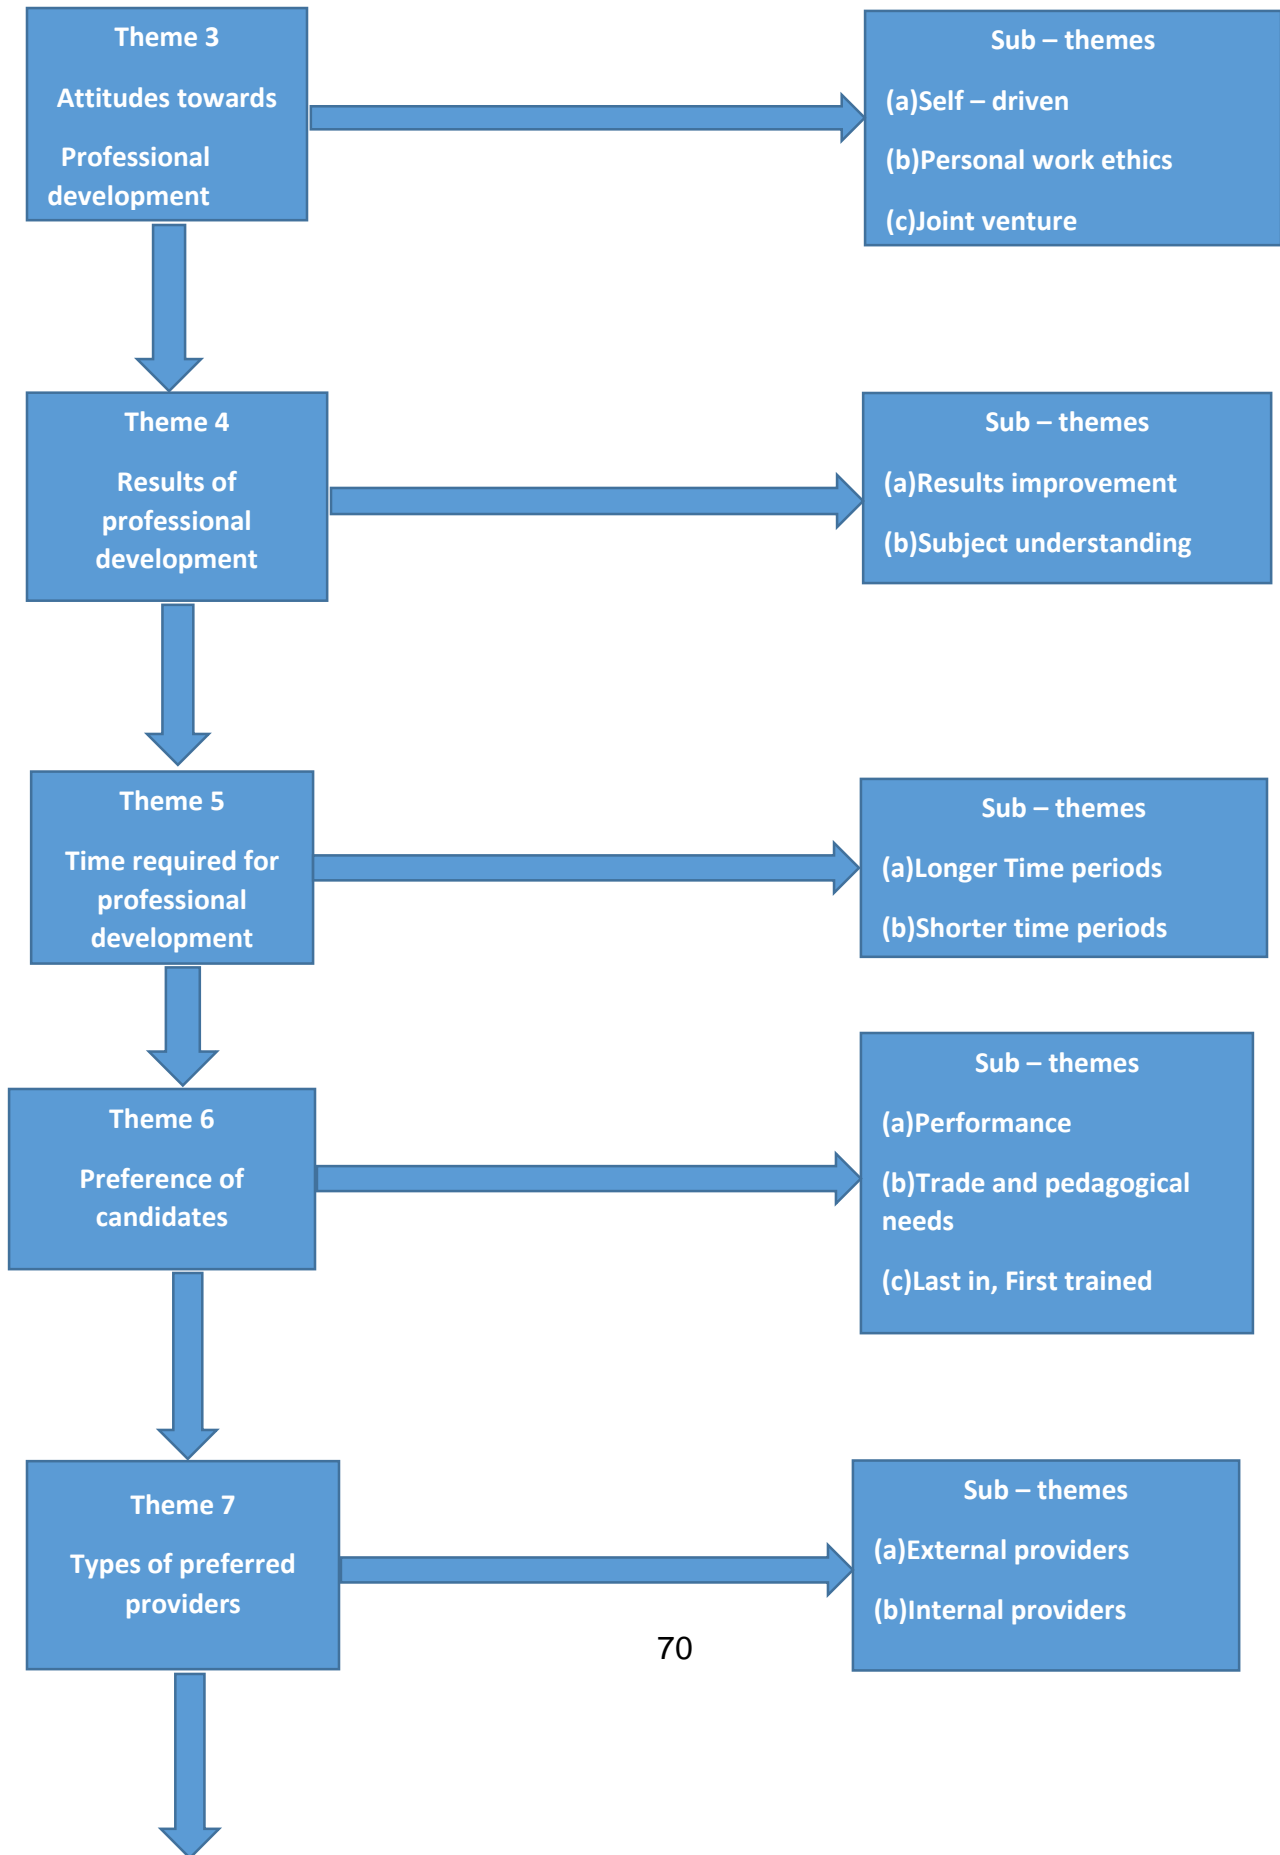 Theme 3
Attitudes towards
Professional
development
Sub – themes
(a)Self – driven
(b)Personal work ethics
(c)Joint venture
Theme 4
Results of
professional
development
Sub – themes
(a)Results improvement
(b)Subject understanding
Theme 5
Time required for
professional
development
Sub – themes
(a)Longer Time periods
(b)Shorter time periods
Theme 6
Preference of
candidates
Sub – themes
(a)Performance
(b)Trade and pedagogical
needs
(c)Last in, First trained
Theme 7
Types of preferred
providers
Sub – themes
(a)External providers
(b)Internal providers
70